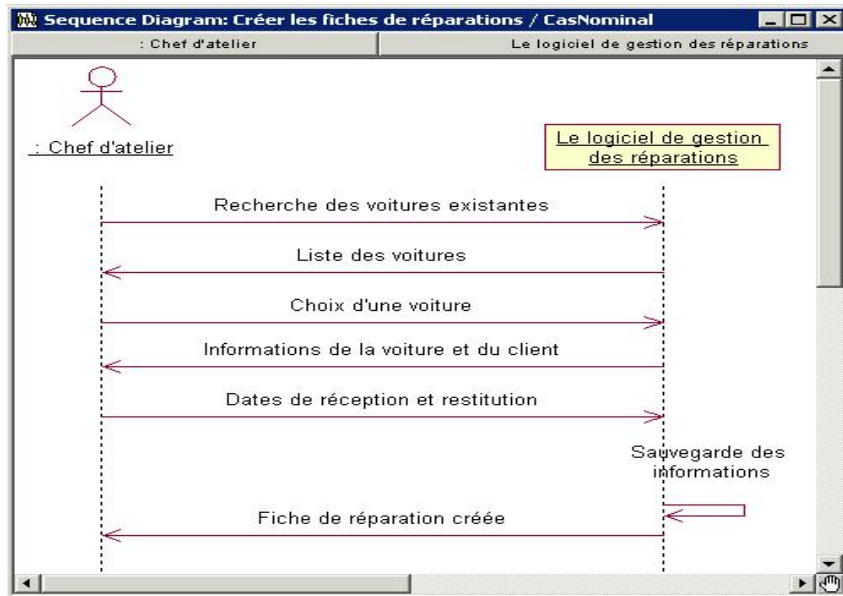 Sequence Diagram: Créer les fiches de réparations / CasNominal
: Chef d'atelier
Le logiciel de gestion des réparations
: Chef d'atelier
Le logiciel de gestion
des réparations
Recherche des voitures existantes
Liste des voitures
Choix d'une voiture
Informations de la voiture et du client
Dates de réception et restitution
Sauvegarde des
informations
Fiche de réparation créée